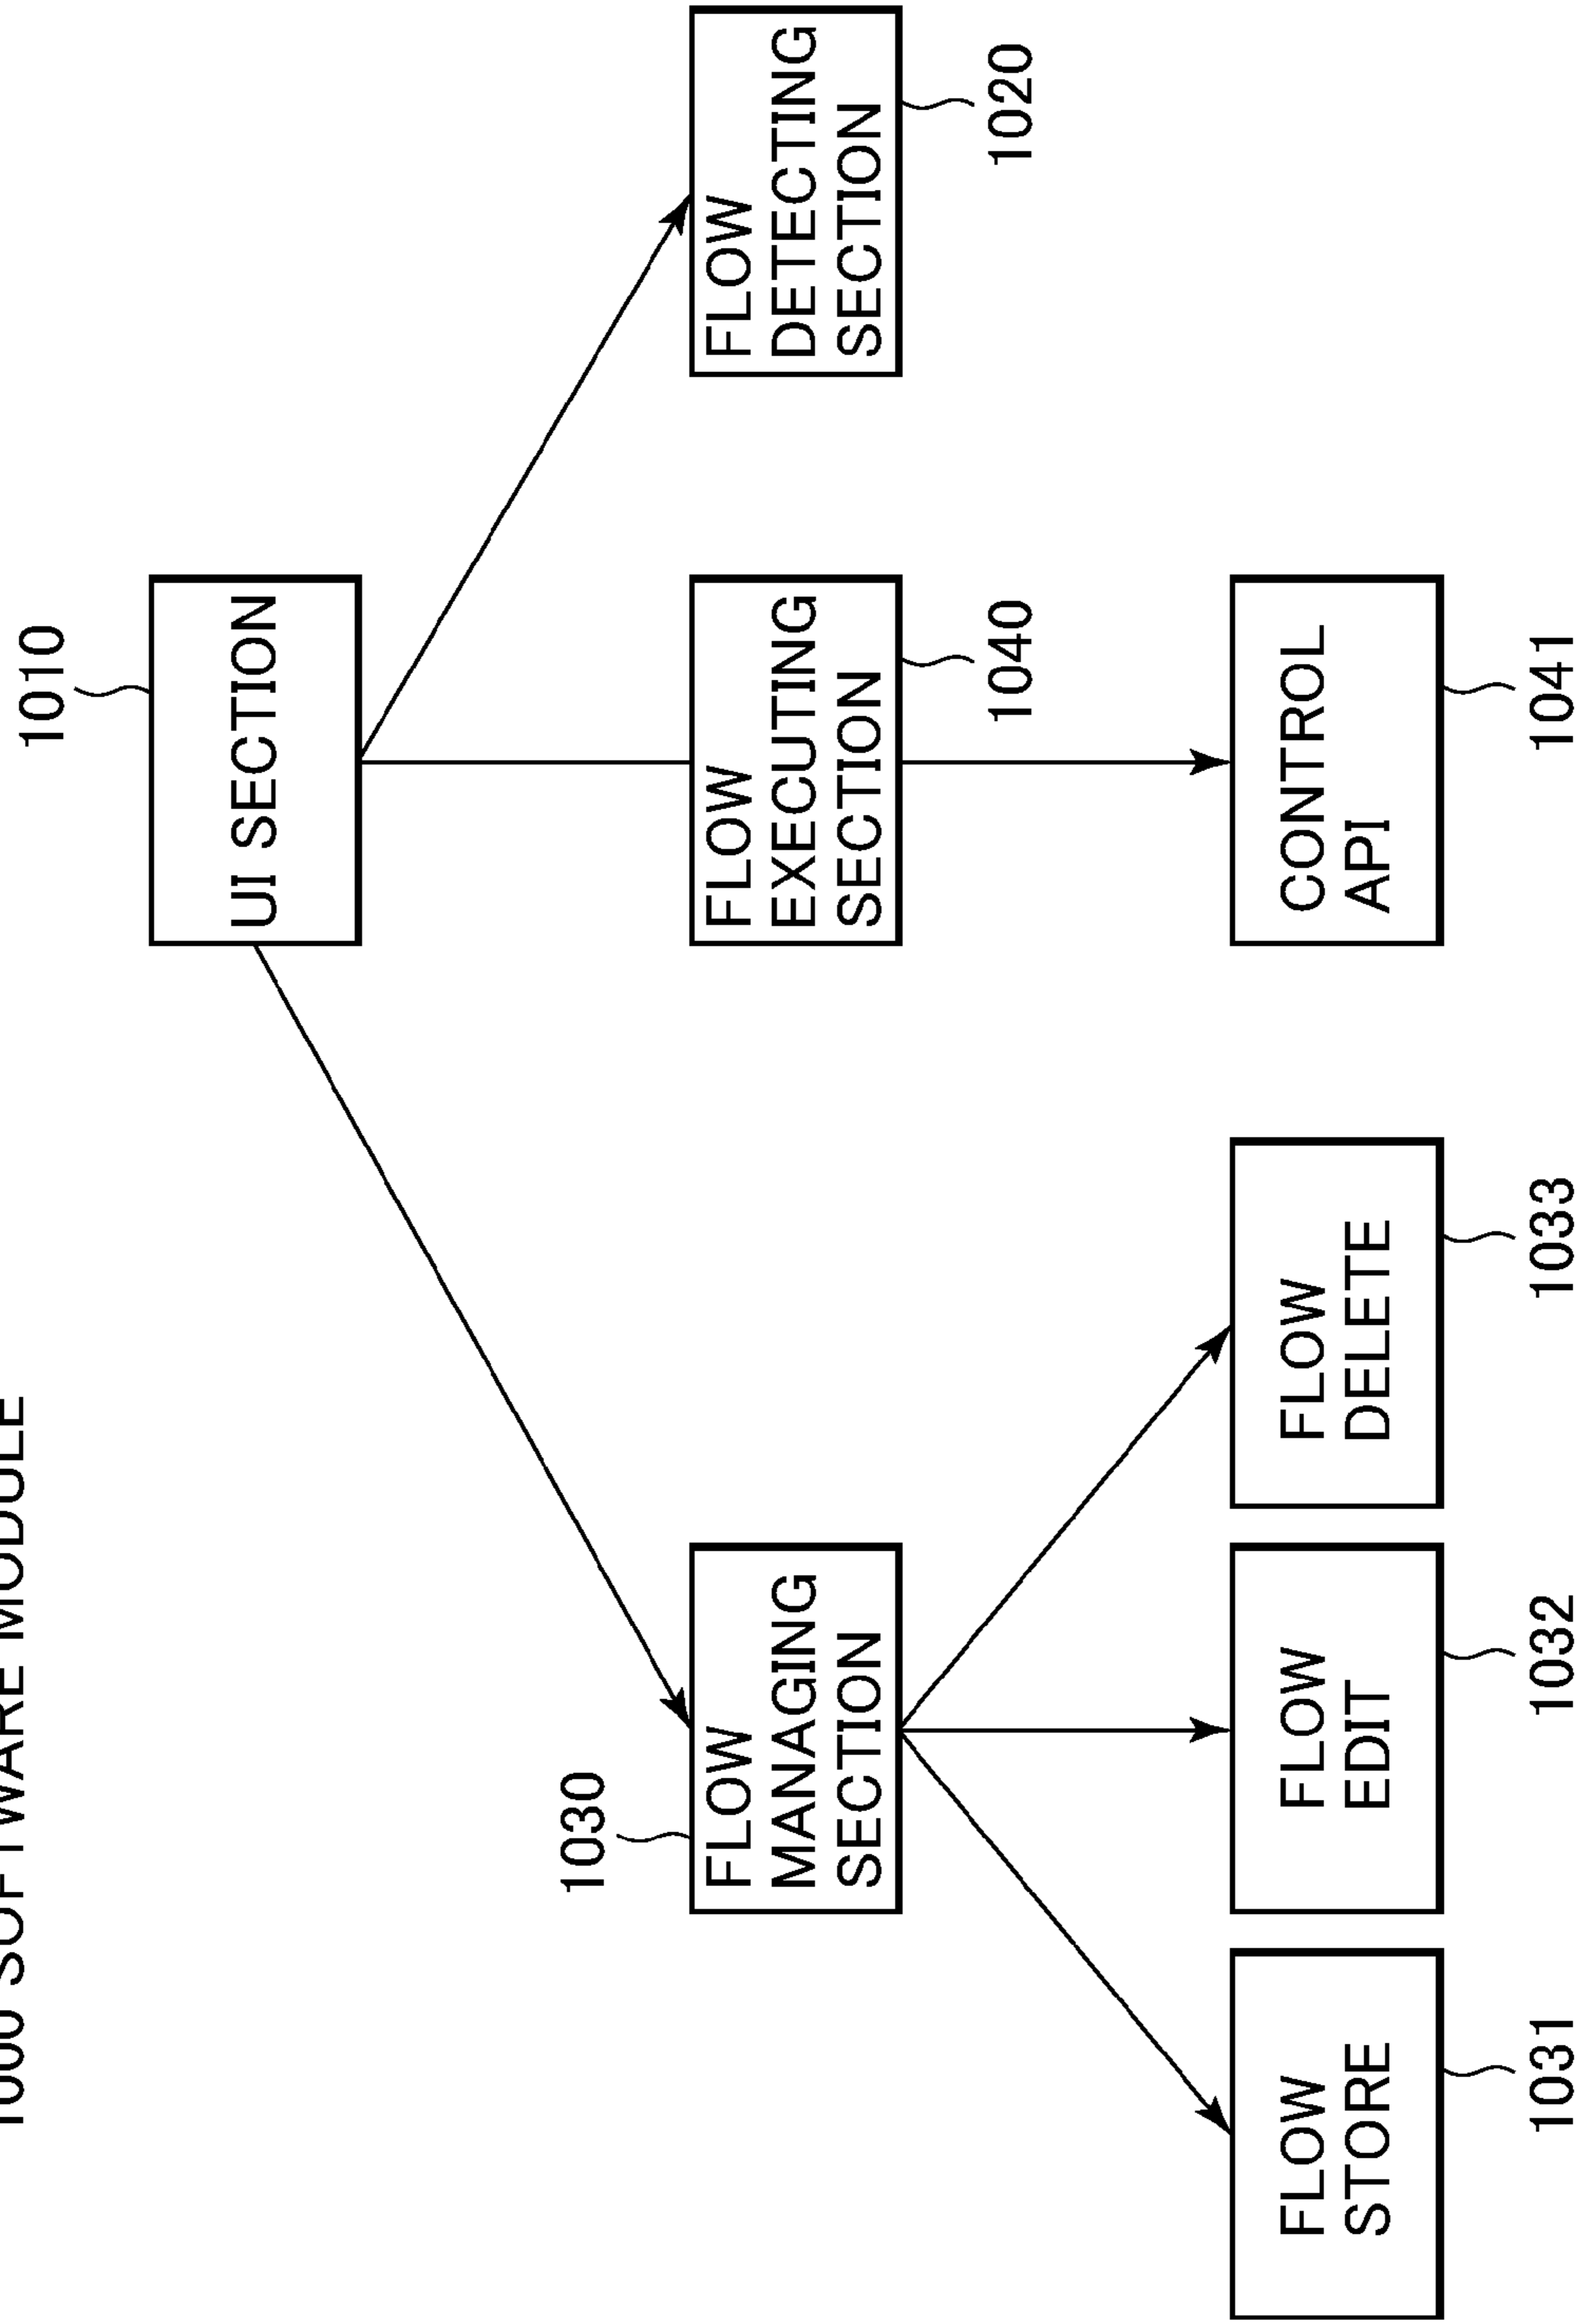 1000 SOFTWARE MODULE
1010
UI SECTION
1030
FLOW
MANAGING
SECTION
FLOW
EXECUTING
SECTION
1040
FLOW
DETECTING
SECTION
1020
FLOW
STORE
1031
FLOW
EDIT
1032
FLOW
DELETE
1033
CONTROL
API
1041